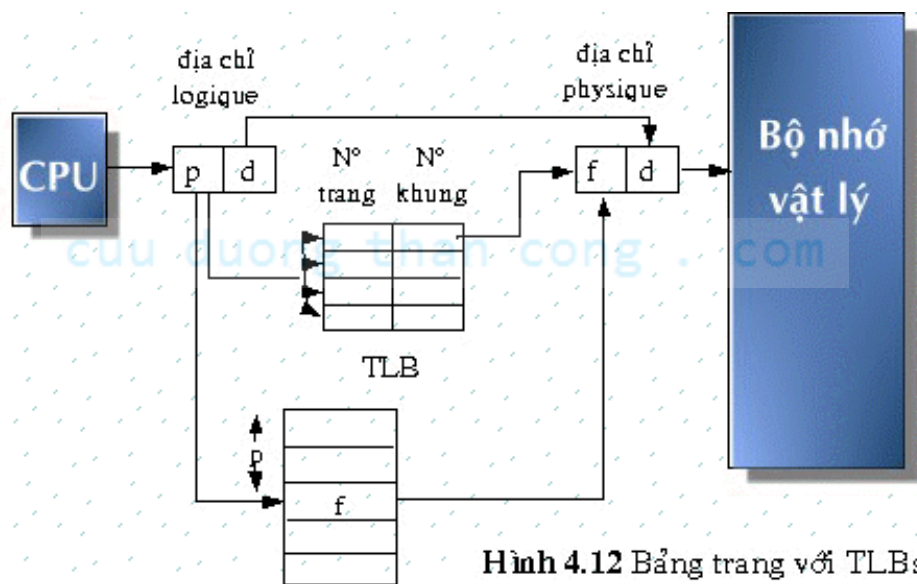 địa chỉ
logique
địa chỉ
physique
CPU
p d
N° N°
trang khung
f d
Bộ nhớ
vật lý
cuu duong than cong . com
TLB
p
f
Hình 4.12 Bảng trang với TLBs